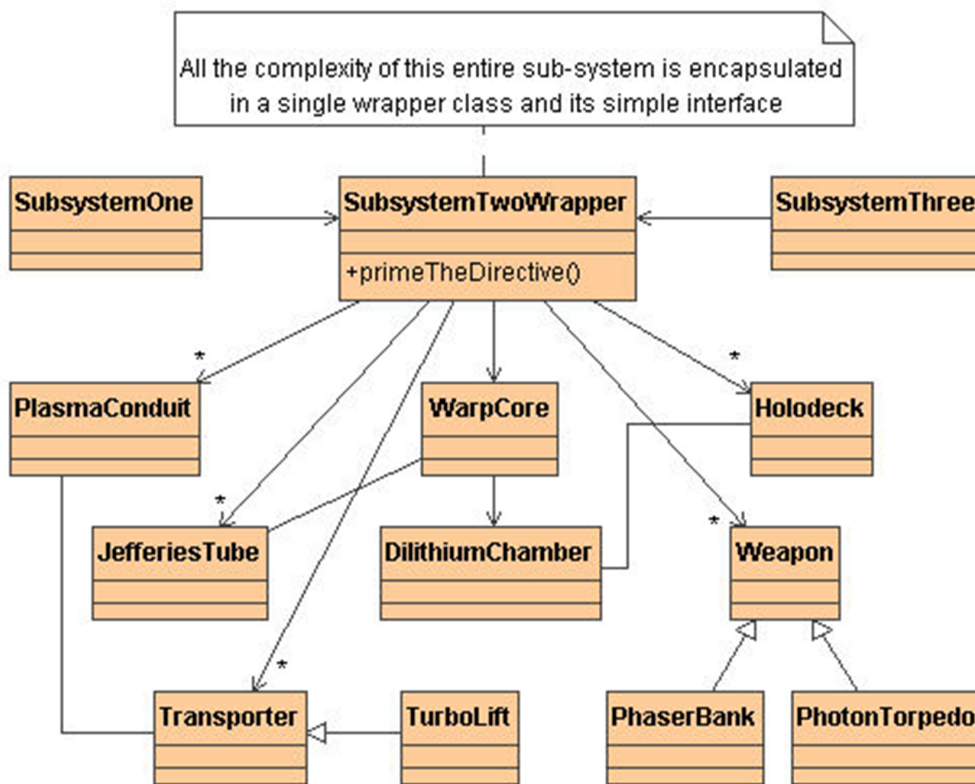 All the complexity of this entire sub-system is encapsulated
in a single wrapper class and its simple interface
SubsystemOne
SubsystemTwoWrapper
SubsystemThree
+primeTheDirective()
*
*
PlasmaConduit
WarpCore
Holodeck
*
*
JefferiesTube
DilithiumChamber
Weapon
*
Transporter
TurboLift
PhaserBank
PhotonTorpedo